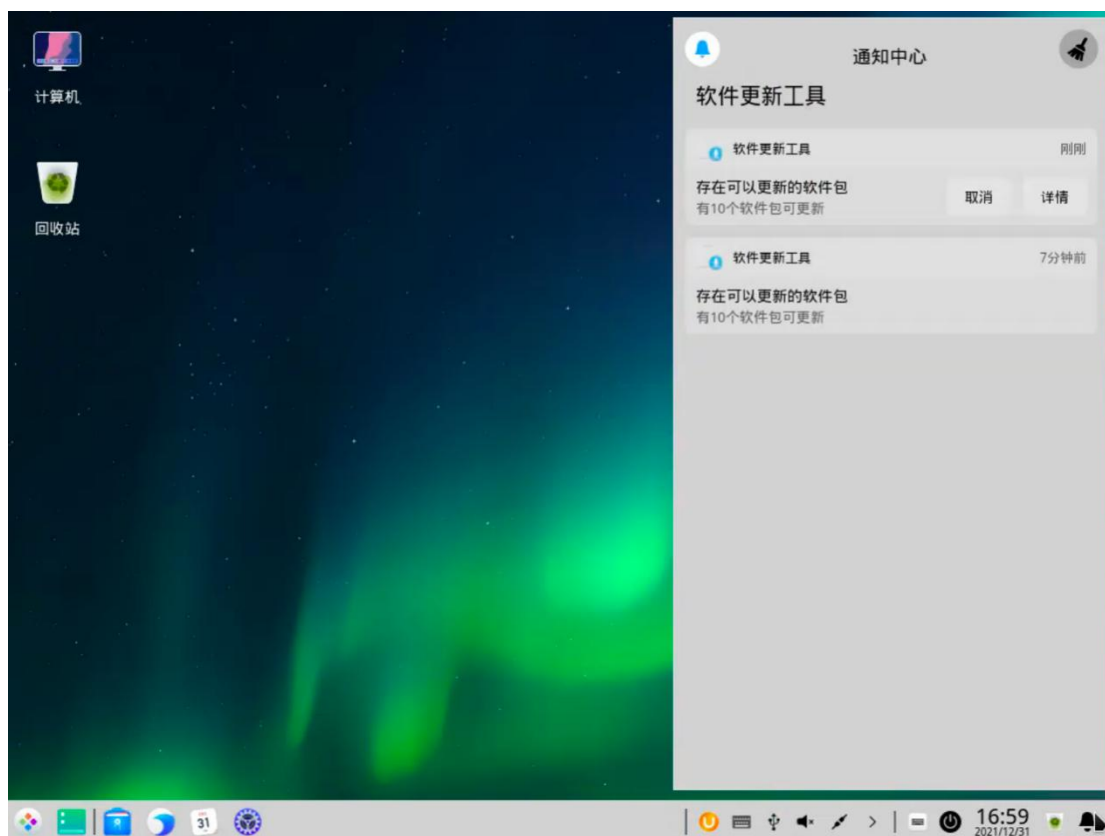 计算机
回收站
通知中心
软件更新工具
软件更新工具
刚刚
存在可以更新的软件包
有10个软件包可更新
取消
详情
软件更新工具
7分钟前
存在可以更新的软件包
有10个软件包可更新
31
16:59
2021/12/31